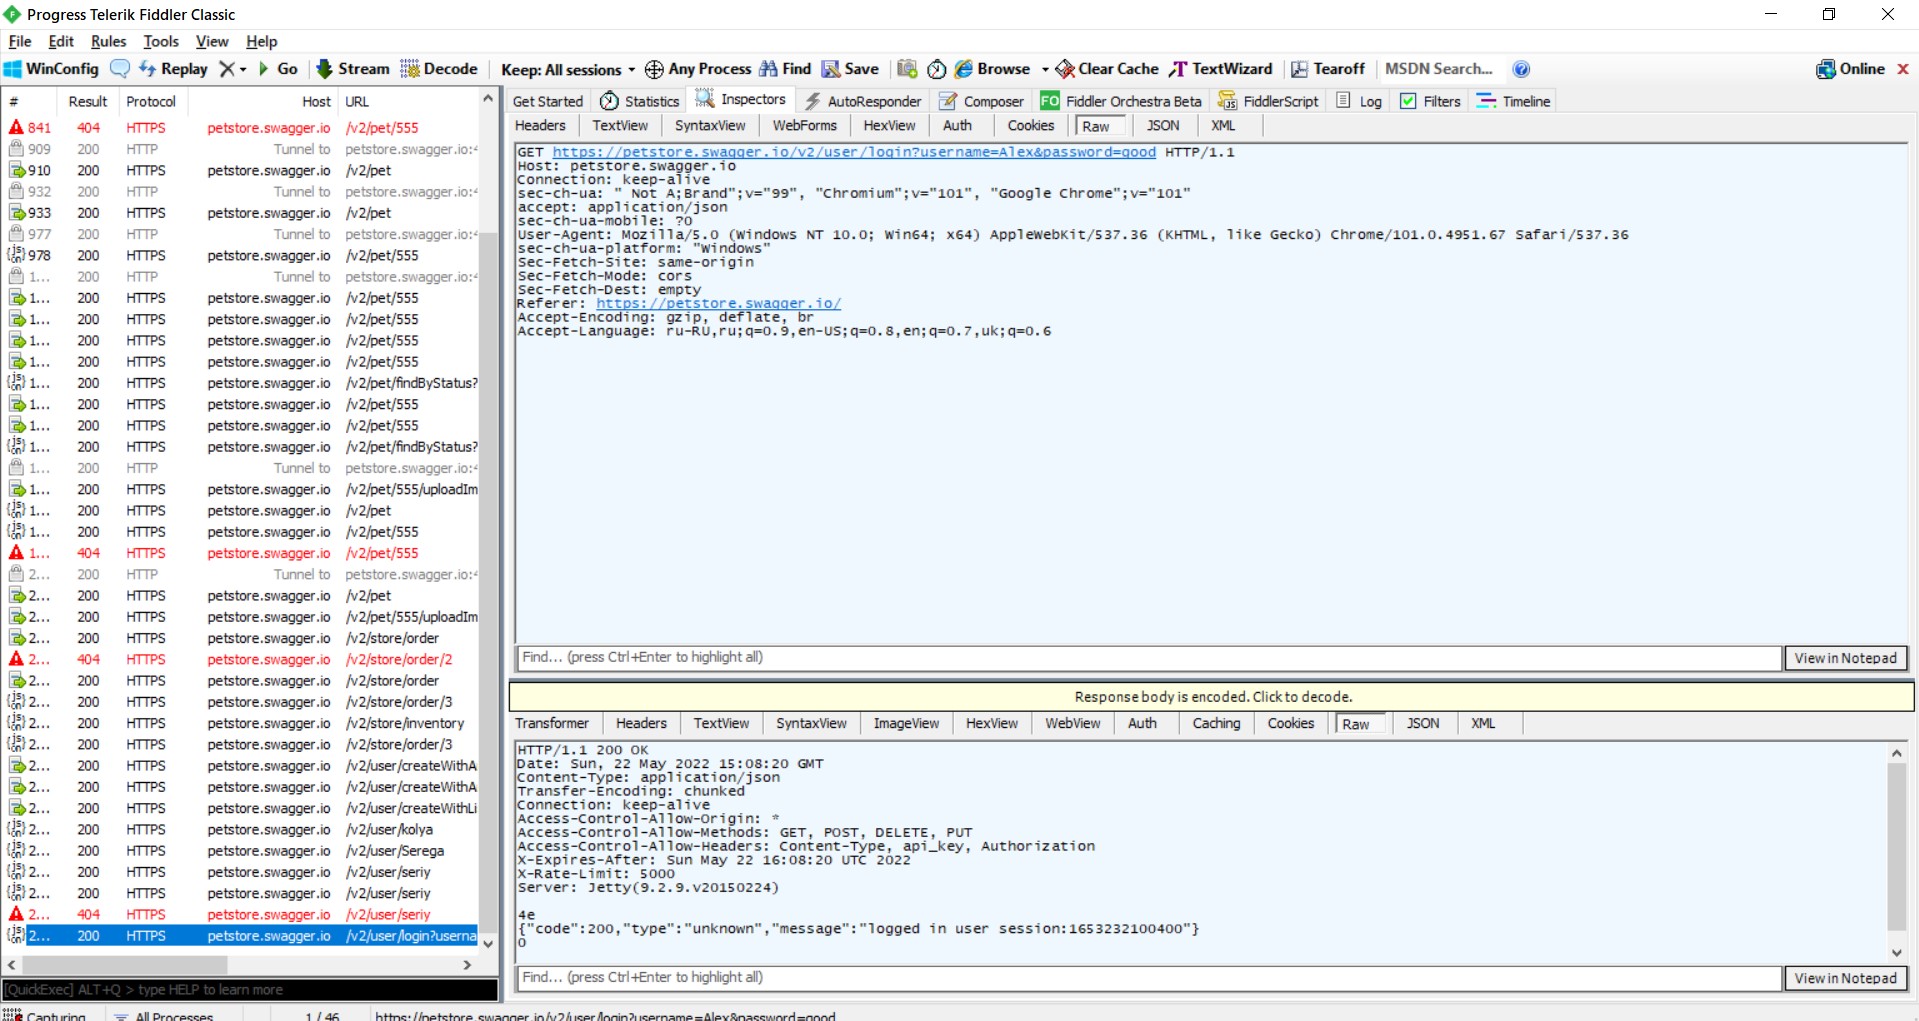 Progress Telerik Fiddler Classic
File Edit Rules Tools View Help
WinConfig Replay Go Stream Decode Keep: All sessions Any Process Find Save Browse Clear Cache TextWizard Tearoff MSDN Search... Online
# Result Protocol Host URL
841 404 HTTPS petstore.swagger.io /v2/pet/555
909 200 HTTP Tunnel to petstore.swagger.io:4
910 200 HTTPS petstore.swagger.io /v2/pet
932 200 HTTP Tunnel to petstore.swagger.io:4
933 200 HTTPS petstore.swagger.io /v2/pet
977 200 HTTP Tunnel to petstore.swagger.io:4
978 200 HTTPS petstore.swagger.io /v2/pet/555
1... 200 HTTP Tunnel to petstore.swagger.io:4
1... 200 HTTPS petstore.swagger.io /v2/pet/555
1... 200 HTTPS petstore.swagger.io /v2/pet/555
1... 200 HTTPS petstore.swagger.io /v2/pet/555
1... 200 HTTPS petstore.swagger.io /v2/pet/555
1... 200 HTTPS petstore.swagger.io /v2/pet/findByStatus?
1... 200 HTTPS petstore.swagger.io /v2/pet/555
1... 200 HTTPS petstore.swagger.io /v2/pet/555
1... 200 HTTPS petstore.swagger.io /v2/pet/findByStatus?
1... 200 HTTP Tunnel to petstore.swagger.io:4
1... 200 HTTPS petstore.swagger.io /v2/pet/555/uploadIm
1... 200 HTTPS petstore.swagger.io /v2/pet
1... 200 HTTPS petstore.swagger.io /v2/pet/555
1... 404 HTTPS petstore.swagger.io /v2/pet/555
2... 200 HTTP Tunnel to petstore.swagger.io:4
2... 200 HTTPS petstore.swagger.io /v2/pet
2... 200 HTTPS petstore.swagger.io /v2/pet/555/uploadIm
2... 200 HTTPS petstore.swagger.io /v2/store/order
2... 404 HTTPS petstore.swagger.io /v2/store/order/2
2... 200 HTTPS petstore.swagger.io /v2/store/order
2... 200 HTTPS petstore.swagger.io /v2/store/order/3
2... 200 HTTPS petstore.swagger.io /v2/store/inventory
2... 200 HTTPS petstore.swagger.io /v2/store/order/3
2... 200 HTTPS petstore.swagger.io /v2/user/createWithA
2... 200 HTTPS petstore.swagger.io /v2/user/createWithA
2... 200 HTTPS petstore.swagger.io /v2/user/createWithLi
2... 200 HTTPS petstore.swagger.io /v2/user/kolya
2... 200 HTTPS petstore.swagger.io /v2/user/Serega
2... 200 HTTPS petstore.swagger.io /v2/user/seriy
2... 200 HTTPS petstore.swagger.io /v2/user/seriy
2... 404 HTTPS petstore.swagger.io /v2/user/seriy
2... 200 HTTPS petstore.swagger.io /v2/user/login?userna
[QuickExec] ALT+Q > type HELP to learn more
Get Started Statistics Inspectors AutoResponder Composer FO Fiddler Orchestra Beta FiddlerScript Log Filters Timeline
Headers TextView SyntaxView WebForms HexView Auth Cookies Raw JSON XML
GET https://petstore.swagger.io/v2/user/login?username=Alex&password=good HTTP/1.1
Host: petstore.swagger.io
Connection: keep-alive
sec-ch-ua: " Not A;Brand";v="99", "Chromium";v="101", "Google Chrome";v="101"
accept: application/json
sec-ch-ua-mobile: ?0
User-Agent: Mozilla/5.0 (Windows NT 10.0; Win64; x64) AppleWebKit/537.36 (KHTML, like Gecko) Chrome/101.0.4951.67 Safari/537.36
sec-ch-ua-platform: "Windows"
Sec-Fetch-Site: same-origin
Sec-Fetch-Mode: cors
Sec-Fetch-Dest: empty
Referer: https://petstore.swagger.io/
Accept-Encoding: gzip, deflate, br
Accept-Language: ru-RU,ru;q=0.9,en-US;q=0.8,en;q=0.7,uk;q=0.6
Find... (press Ctrl+Enter to highlight all) View in Notepad
Response body is encoded. Click to decode.
Transformer Headers TextView SyntaxView ImageView HexView WebView Auth Caching Cookies Raw JSON XML
HTTP/1.1 200 OK
Date: Sun, 22 May 2022 15:08:20 GMT
Content-Type: application/json
Transfer-Encoding: chunked
Connection: keep-alive
Access-Control-Allow-Origin: *
Access-Control-Allow-Methods: GET, POST, DELETE, PUT
Access-Control-Allow-Headers: Content-Type, api_key, Authorization
X-Expires-After: Sun May 22 16:08:20 UTC 2022
X-Rate-Limit: 5000
Server: Jetty(9.2.9.v20150224)
4e
{"code":200,"type":"unknown","message":"logged in user session:1653232100400"}
0
Find... (press Ctrl+Enter to highlight all) View in Notepad
Capturing All Processes 1 / 46 https://petstore.swagger.io/v2/user/login?username=Alex&password=good